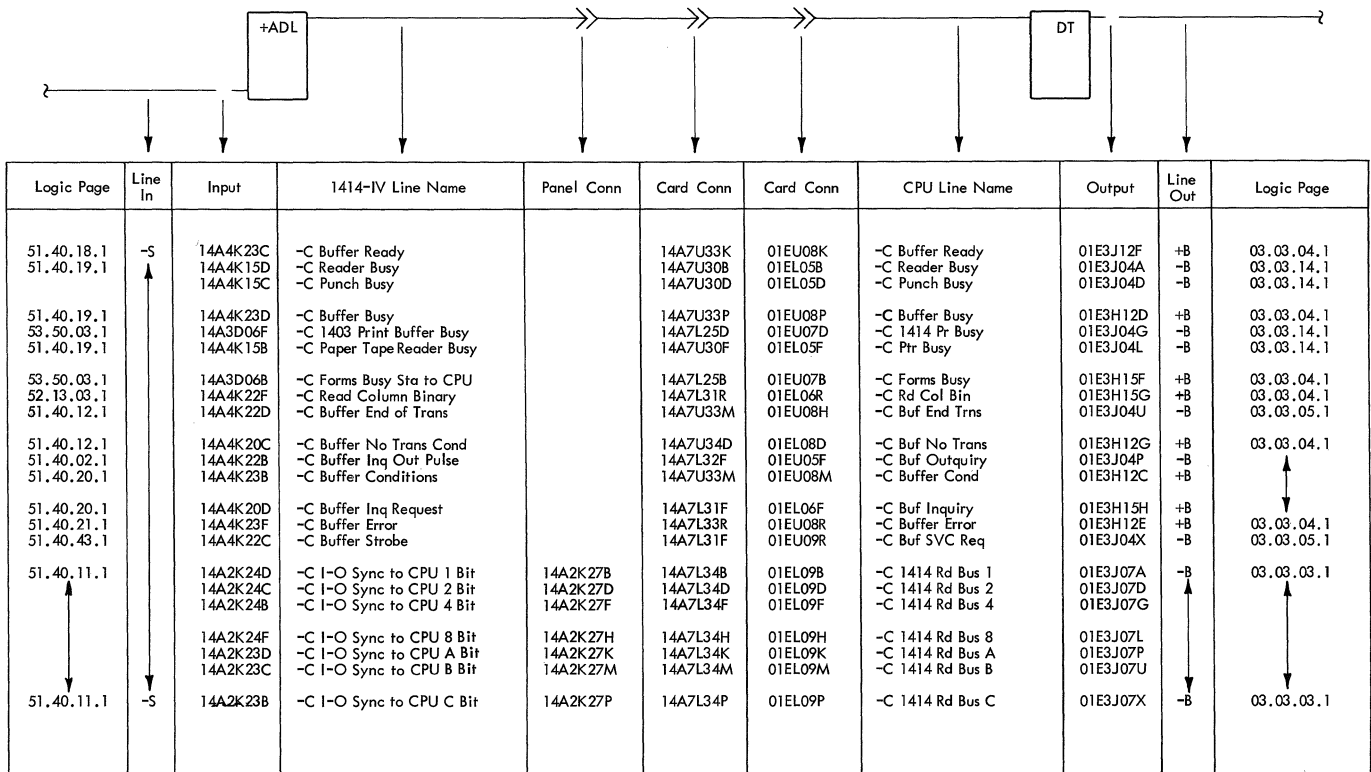 +ADL DT
Logic Page Line In Input 1414-IV Line Name Panel Conn Card Conn Card Conn CPU Line Name Output Line Out Logic Page
51.40.18.1 -S 14A4K23C -C Buffer Ready 14A7U33K 01EU08K -C Buffer Ready 01E3J12F +B 03.03.04.1
51.40.19.1 14A4K15D -C Reader Busy 14A7U30B 01EL05B -C Reader Busy 01E3J04A -B 03.03.14.1
14A4K15C -C Punch Busy 14A7U30D 01EL05D -C Punch Busy 01E3J04D -B 03.03.14.1
51.40.19.1 14A4K23D -C Buffer Busy 14A7U33P 01EU08P -C Buffer Busy 01E3H12D +B 03.03.04.1
53.50.03.1 14A3D06F -C 1403 Print Buffer Busy 14A7L25D 01EU07D -C 1414 Pr Busy 01E3J04G -B 03.03.14.1
51.40.19.1 14A4K15B -C Paper Tape Reader Busy 14A7U30F 01EL05F -C Ptr Busy 01E3J04L -B 03.03.14.1
53.50.03.1 14A3D06B -C Forms Busy Sta to CPU 14A7L25B 01EU07B -C Forms Busy 01E3H15F +B 03.03.04.1
52.13.03.1 14A4K22F -C Read Column Binary 14A7L31R 01EL06R -C Rd Col Bin 01E3H15G +B 03.03.04.1
51.40.12.1 14A4K22D -C Buffer End of Trans 14A7U33M 01EU08H -C Buf End Trns 01E3J04U -B 03.03.05.1
51.40.12.1 14A4K20C -C Buffer No Trans Cond 14A7U34D 01EL08D -C Buf No Trans 01E3H12G +B 03.03.04.1
51.40.02.1 14A4K22B -C Buffer Inq Out Pulse 14A7L32F 01EU05F -C Buf Outquiry 01E3J04P -B
51.40.20.1 14A4K23B -C Buffer Conditions 14A7U33M 01EU08M -C Buffer Cond 01E3H12C +B
51.40.20.1 14A4K20D -C Buffer Inq Request 14A7L31F 01EL06F -C Buf Inquiry 01E3H15H +B
51.40.21.1 14A4K23F -C Buffer Error 14A7L33R 01EU08R -C Buffer Error 01E3H12E +B 03.03.04.1
51.40.43.1 14A4K22C -C Buffer Strobe 14A7L31F 01EU09R -C Buf SVC Req 01E3J04X -B 03.03.05.1
51.40.11.1 14A2K24D -C I-O Sync to CPU 1 Bit 14A2K27B 14A7L34B 01EL09B -C 1414 Rd Bus 1 01E3J07A -B 03.03.03.1
14A2K24C -C I-O Sync to CPU 2 Bit 14A2K27D 14A7L34D 01EL09D -C 1414 Rd Bus 2 01E3J07D
14A2K24B -C I-O Sync to CPU 4 Bit 14A2K27F 14A7L34F 01EL09F -C 1414 Rd Bus 4 01E3J07G
14A2K24F -C I-O Sync to CPU 8 Bit 14A2K27H 14A7L34H 01EL09H -C 1414 Rd Bus 8 01E3J07L
14A2K23D -C I-O Sync to CPU A Bit 14A2K27K 14A7L34K 01EL09K -C 1414 Rd Bus A 01E3J07P
14A2K23C -C I-O Sync to CPU B Bit 14A2K27M 14A7L34M 01EL09M -C 1414 Rd Bus B 01E3J07U
51.40.11.1 -S 14A2K23B -C I-O Sync to CPU C Bit 14A2K27P 14A7L34P 01EL09P -C 1414 Rd Bus C 01E3J07X -B 03.03.03.1